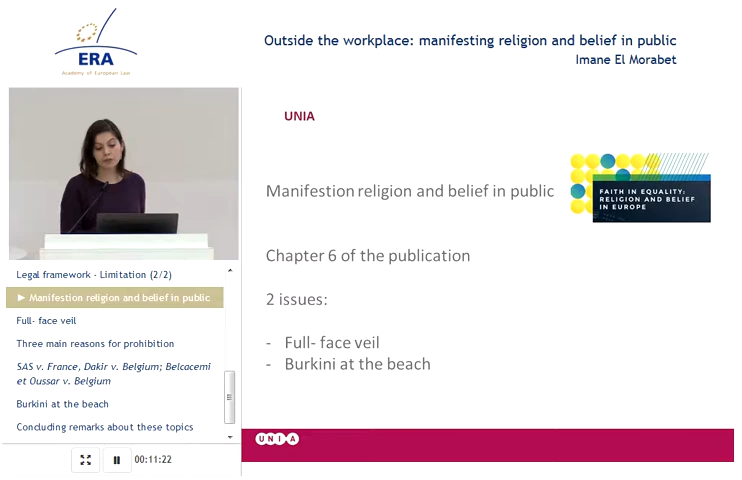 ERA
Academy of European Law
Outside the workplace: manifesting religion and belief in public
Imane El Morabet
UNIA
Manifestion religion and belief in public
FAITH IN EQUALITY:
RELIGION AND BELIEF
IN EUROPE
Chapter 6 of the publication
2 issues:
- Full- face veil
- Burkini at the beach
Legal framework - Limitation (2/2)
► Manifestion religion and belief in public
Full- face veil
Three main reasons for prohibition
SAS v. France, Dakir v. Belgium; Belcacemi
et Oussar v. Belgium
Burkini at the beach
Concluding remarks about these topics
00:11:22
UNIA